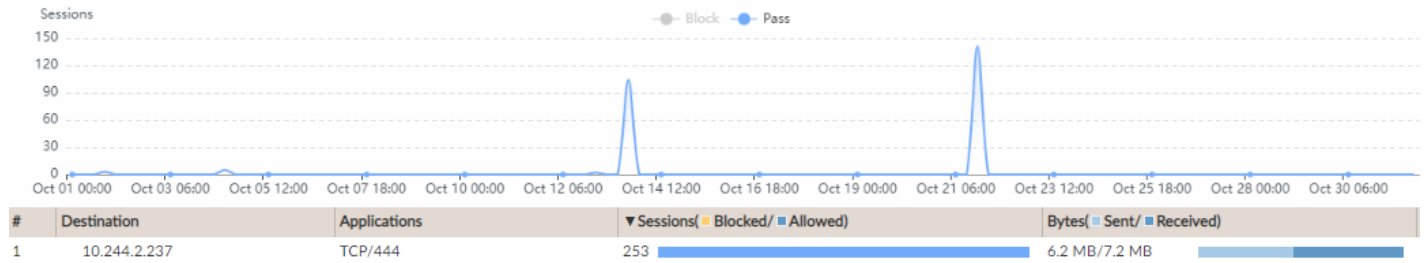 Sessions
Block Pass
150
120
90
60
30
0
Oct 01 00:00 Oct 03 06:00 Oct 05 12:00 Oct 07 18:00 Oct 10 00:00 Oct 12 06:00 Oct 14 12:00 Oct 16 18:00 Oct 19 00:00 Oct 21 06:00 Oct 23 12:00 Oct 25 18:00 Oct 28 00:00 Oct 30 06:00
# Destination Applications ▼Sessions( Blocked/ Allowed) Bytes( Sent/ Received)
1 10.244.2.237 TCP/444 253 6.2 MB/7.2 MB